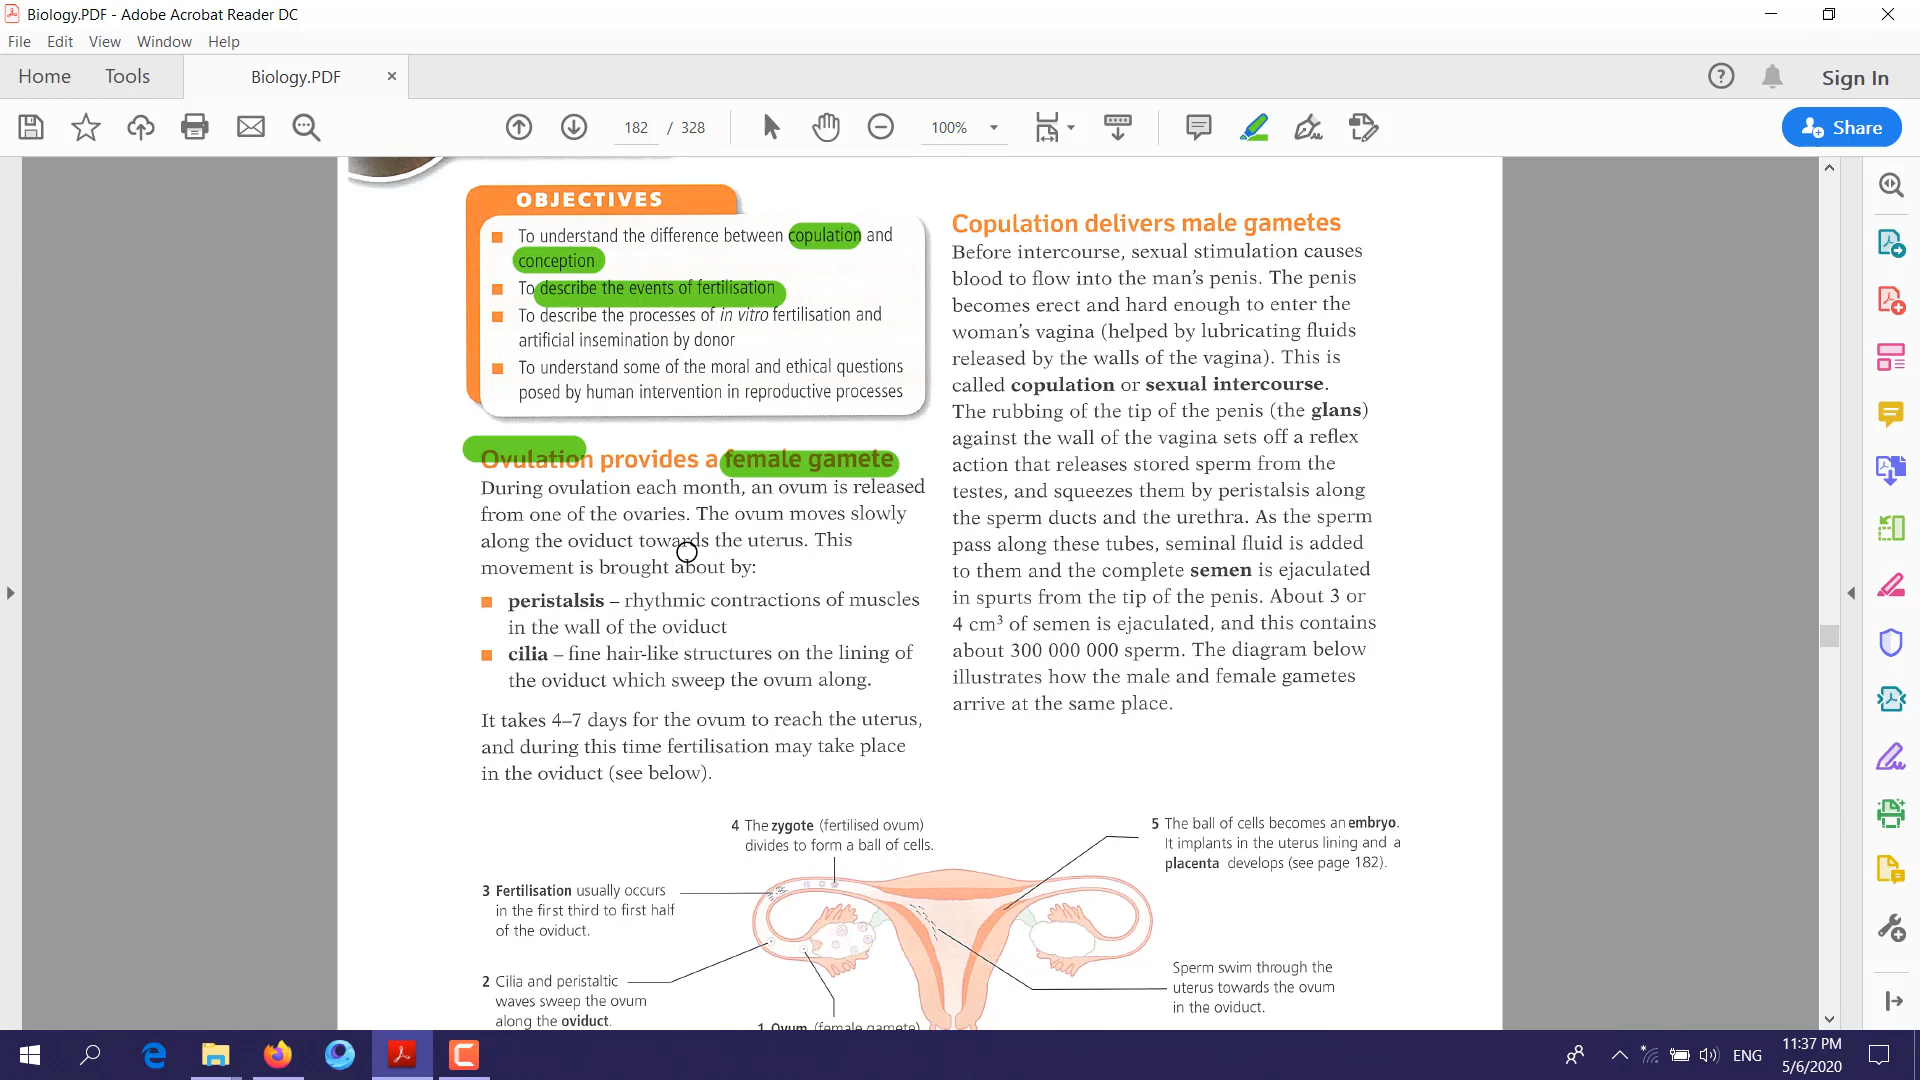 Biology.PDF - Adobe Acrobat Reader DC
File Edit View Window Help
Home Tools Biology.PDF × Sign In
182 / 328 100% Share
OBJECTIVES
To understand the difference between copulation and
conception
To describe the events of fertilisation
To describe the processes of in vitro fertilisation and
artificial insemination by donor
To understand some of the moral and ethical questions
posed by human intervention in reproductive processes
Ovulation provides a female gamete
During ovulation each month, an ovum is released
from one of the ovaries. The ovum moves slowly
along the oviduct towards the uterus. This
movement is brought about by:
peristalsis – rhythmic contractions of muscles
in the wall of the oviduct
cilia – fine hair-like structures on the lining of
the oviduct which sweep the ovum along.
It takes 4–7 days for the ovum to reach the uterus,
and during this time fertilisation may take place
in the oviduct (see below).
Copulation delivers male gametes
Before intercourse, sexual stimulation causes
blood to flow into the man's penis. The penis
becomes erect and hard enough to enter the
woman's vagina (helped by lubricating fluids
released by the walls of the vagina). This is
called copulation or sexual intercourse.
The rubbing of the tip of the penis (the glans)
against the wall of the vagina sets off a reflex
action that releases stored sperm from the
testes, and squeezes them by peristalsis along
the sperm ducts and the urethra. As the sperm
pass along these tubes, seminal fluid is added
to them and the complete semen is ejaculated
in spurts from the tip of the penis. About 3 or
4 cm³ of semen is ejaculated, and this contains
about 300 000 000 sperm. The diagram below
illustrates how the male and female gametes
arrive at the same place.
4 The zygote (fertilised ovum)
divides to form a ball of cells.
5 The ball of cells becomes an embryo.
It implants in the uterus lining and a
placenta develops (see page 182).
3 Fertilisation usually occurs
in the first third to first half
of the oviduct.
2 Cilia and peristaltic
waves sweep the ovum
along the oviduct.
Sperm swim through the
uterus towards the ovum
in the oviduct.
1 Ovum (female gamete)
ENG
11:37 PM
5/6/2020